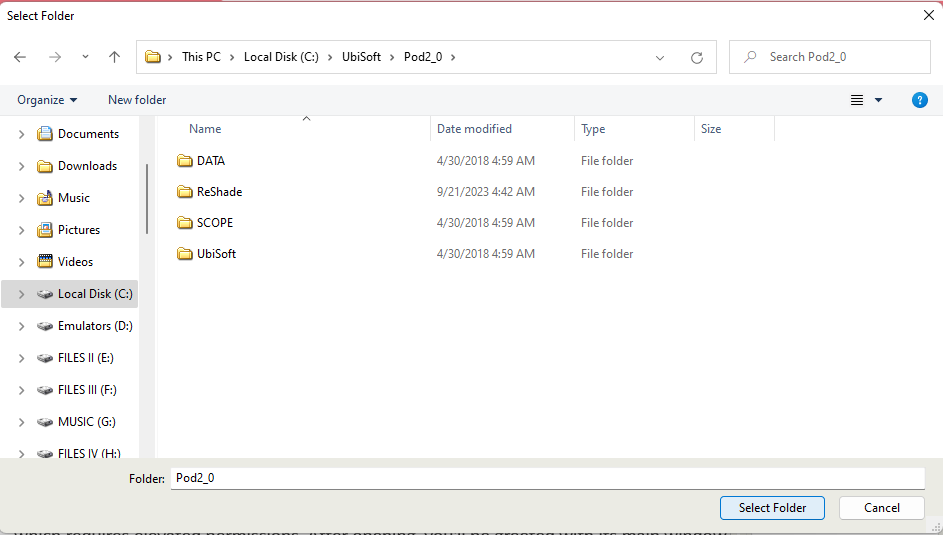 Select Folder
This PC > Local Disk (C:) > UbiSoft > Pod2_0 >
Search Pod2_0
Organize
New folder
?
Name Date modified Type Size
Documents
Downloads
Music
Pictures
Videos
Local Disk (C:)
Emulators (D:)
FILES II (E:)
FILES III (F:)
MUSIC (G:)
FILES IV (H:)
DATA 4/30/2018 4:59 AM File folder
ReShade 9/21/2023 4:42 AM File folder
SCOPE 4/30/2018 4:59 AM File folder
UbiSoft 4/30/2018 4:59 AM File folder
Folder: Pod2_0
Select Folder Cancel